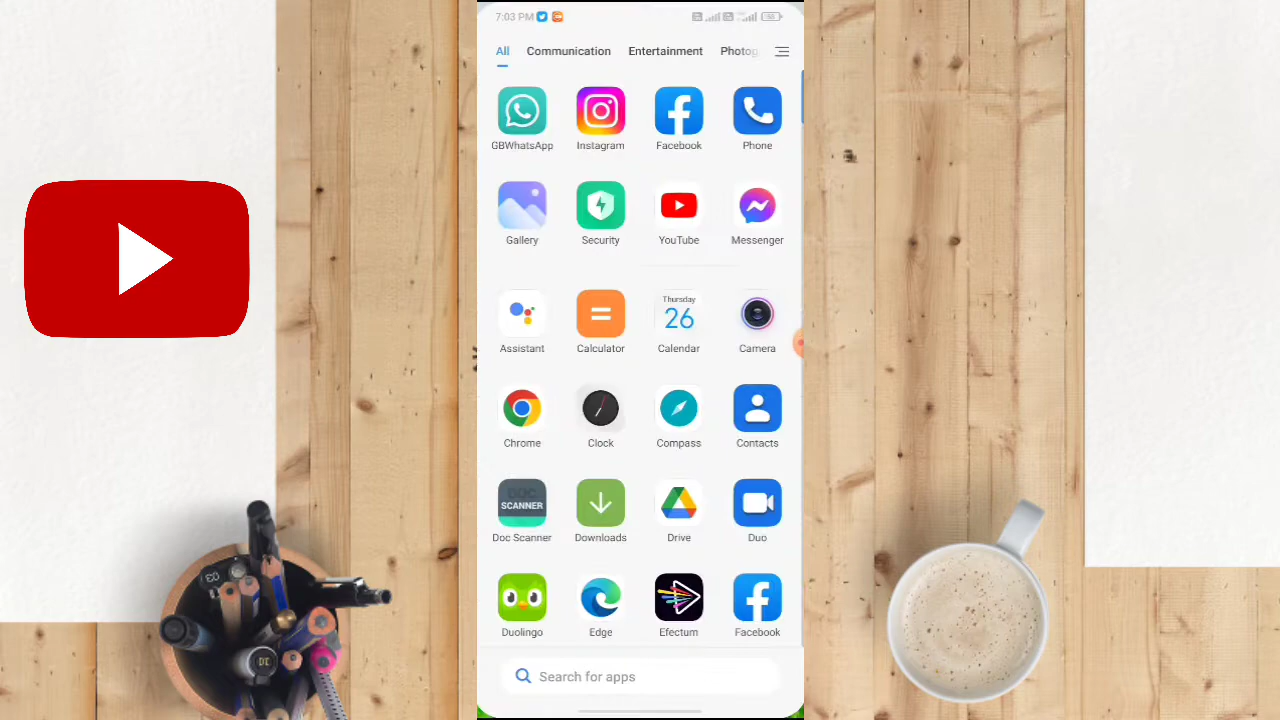 7:03 PM
All Communication Entertainment Photog
GBWhatsApp Instagram Facebook Phone
Gallery Security YouTube Messenger
Thursday
26
Assistant Calculator Calendar Camera
Chrome Clock Compass Contacts
DOC
SCANNER
Doc Scanner Downloads Drive Duo
Duolingo Edge Efectum Facebook
Search for apps